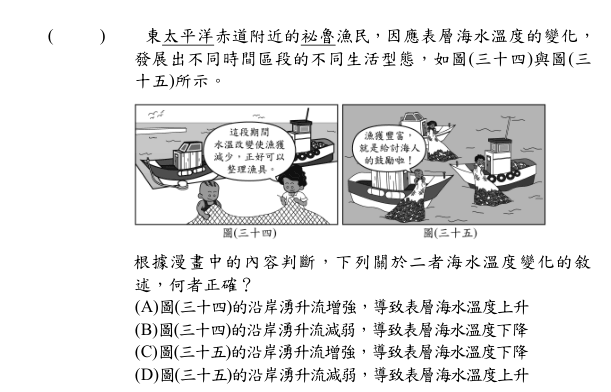 (　　) 東太平洋赤道附近的祕魯漁民，因應表層海水溫度的變化，
發展出不同時間區段的不同生活型態，如圖(三十四)與圖(三
十五)所示。
這段期間
水溫改變使漁獲
減少，正好可以
整理漁具。
漁獲豐富，
就是給討海人
的鼓勵啦！
圖(三十四)
圖(三十五)
根據漫畫中的內容判斷，下列關於二者海水溫度變化的敘
述，何者正確？
(A)圖(三十四)的沿岸湧升流增強，導致表層海水溫度上升
(B)圖(三十四)的沿岸湧升流減弱，導致表層海水溫度下降
(C)圖(三十五)的沿岸湧升流增強，導致表層海水溫度下降
(D)圖(三十五)的沿岸湧升流減弱，導致表層海水溫度上升